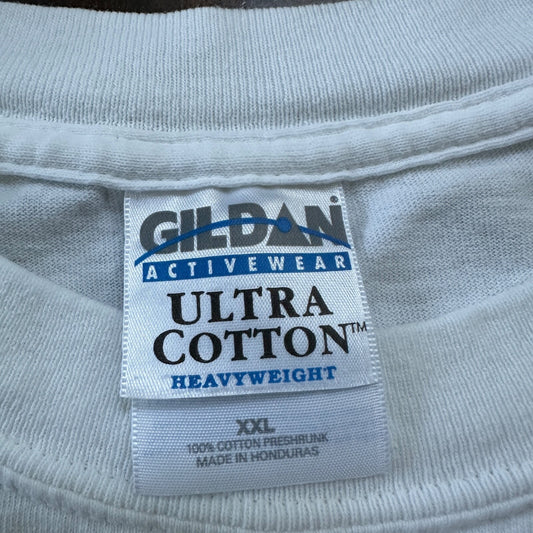 GILDAN®
ACTIVEWEAR
ULTRA
COTTON™
HEAVYWEIGHT
XXL
100% COTTON PRESHRUNK
MADE IN HONDURAS